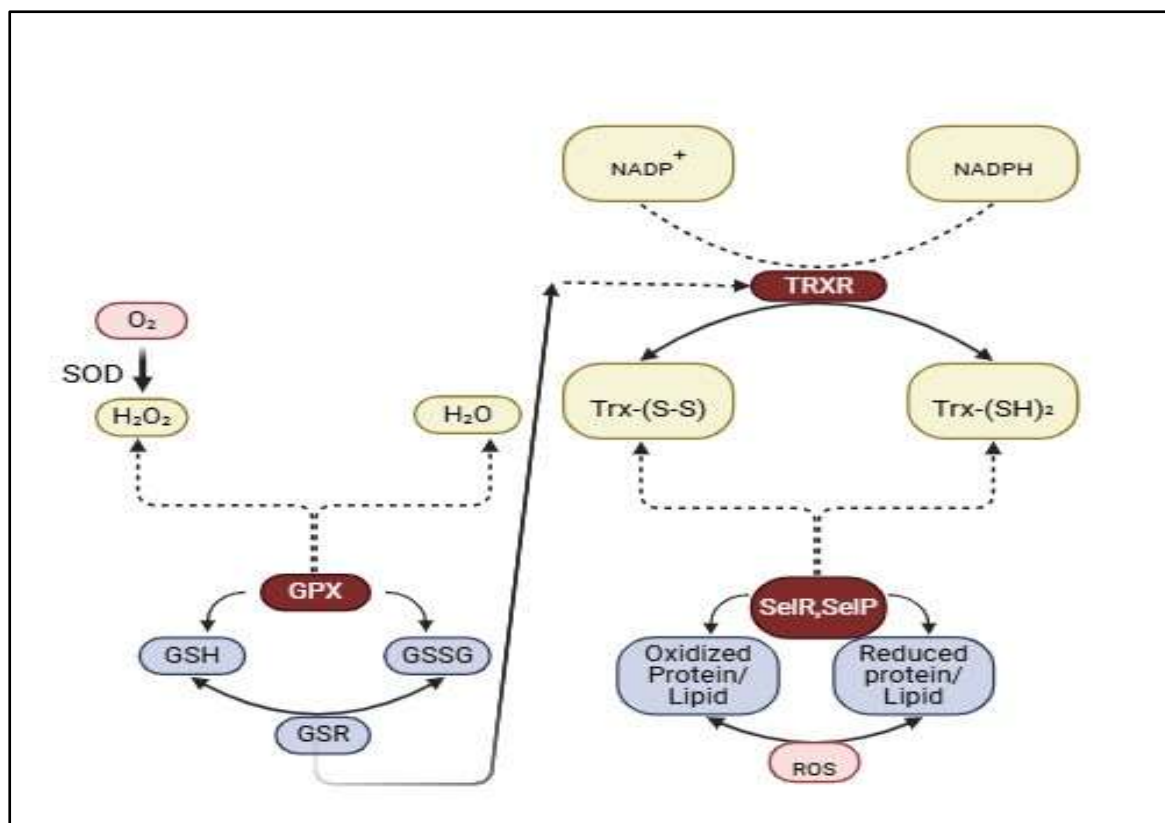 NADP⁺
NADPH
TRXR
O₂
SOD
H₂O₂
H₂O
Trx-(S-S)
Trx-(SH)₂
GPX
SelR,SelP
GSH
GSSG
Oxidized
Protein/
Lipid
Reduced
protein/
Lipid
GSR
ROS